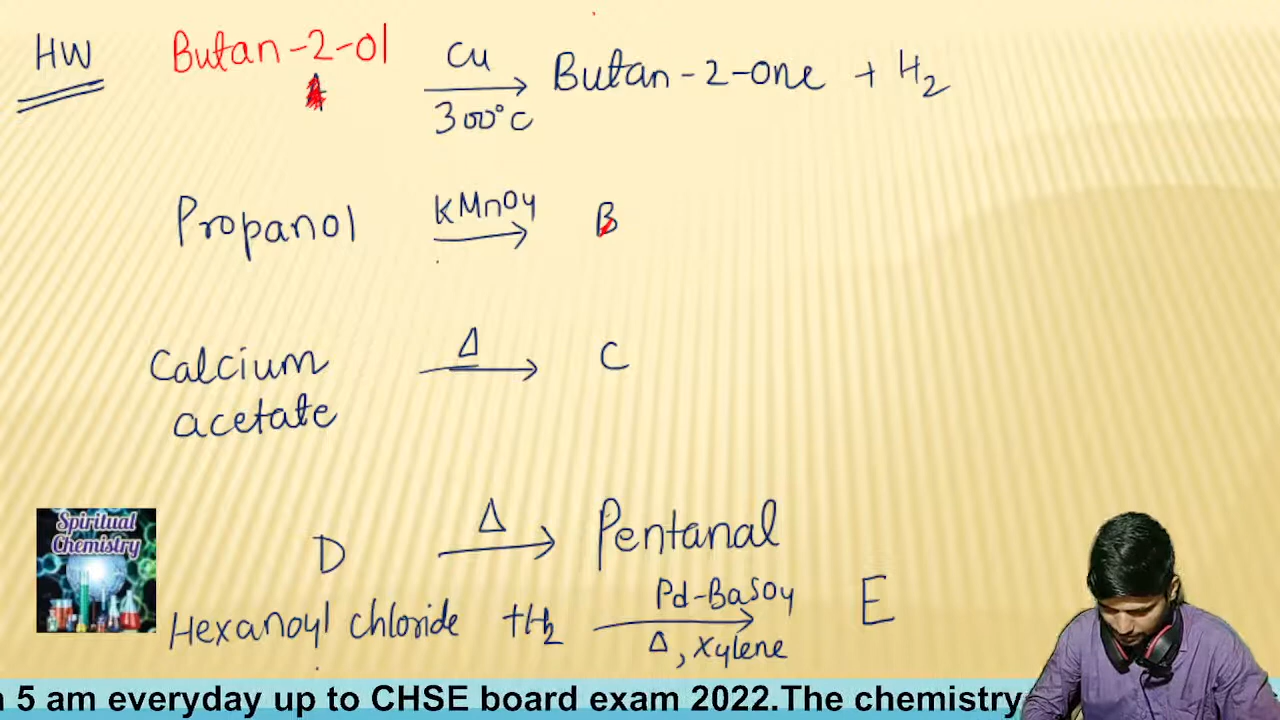 HW Butan-2-ol Cu Butan-2-One + H2
300°C
Propanol KMnO4 B
Calcium Δ C
acetate
D Δ Pentanal
Hexanoyl chloride + H2 Pd-BaSO4 E
Δ, Xylene
Spiritual
Chemistry
5 am everyday up to CHSE board exam 2022.The chemistry